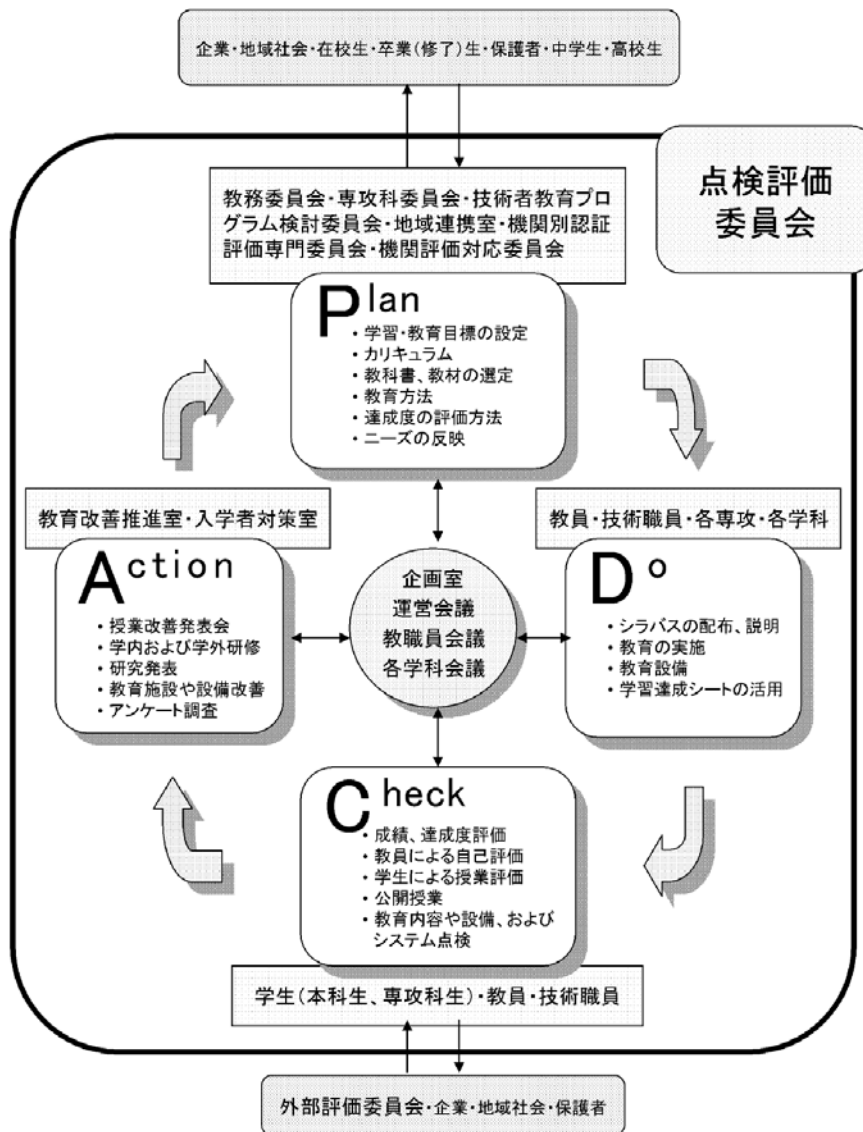 企業・地域社会・在校生・卒業(修了)生・保護者・中学生・高校生
点検評価
委員会
教務委員会・専攻科委員会・技術者教育プロ
グラム検討委員会・地域連携室・機関別認証
評価専門委員会・機関評価対応委員会
Plan
・学習・教育目標の設定
・カリキュラム
・教科書、教材の選定
・教育方法
・達成度の評価方法
・ニーズの反映
教育改善推進室・入学者対策室
Action
・授業改善発表会
・学内および学外研修
・研究発表
・教育施設や設備改善
・アンケート調査
企画室
運営会議
教職員会議
各学科会議
教員・技術職員・各専攻・各学科
Do
・シラバスの配布、説明
・教育の実施
・教育設備
・学習達成シートの活用
Check
・成績、達成度評価
・教員による自己評価
・学生による授業評価
・公開授業
・教育内容や設備、および
システム点検
学生(本科生、専攻科生)・教員・技術職員
外部評価委員会・企業・地域社会・保護者